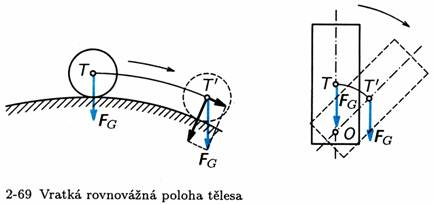 T T'
F_G F_G
T T'
F_G
O F_G
2-69 Vratká rovnovážná poloha tělesa